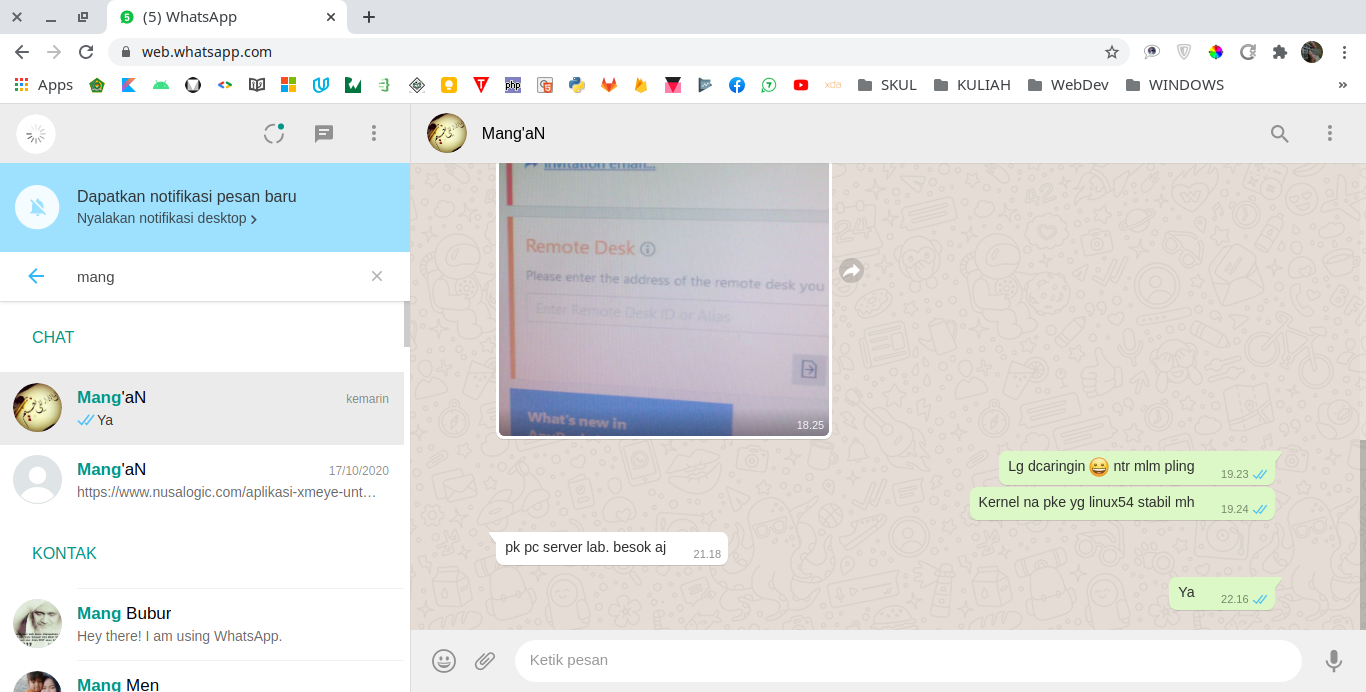 (5) WhatsApp
web.whatsapp.com
Apps
php
xda
SKUL
KULIAH
WebDev
WINDOWS
»
Dapatkan notifikasi pesan baru
Nyalakan notifikasi desktop
mang
CHAT
Mang'aN
kemarin
Ya
Mang'aN
17/10/2020
https://www.nusalogic.com/aplikasi-xmeye-unt…
KONTAK
Mang Bubur
Hey there! I am using WhatsApp.
Mang Men
Mang'aN
Invitation email...
Remote Desk
Please enter the address of the remote desk you
Enter Remote Desk ID or Alias
What's new in
18.25
Lg dcaringin 😀 ntr mlm pling
19.23
Kernel na pke yg linux54 stabil mh
19.24
pk pc server lab. besok aj
21.18
Ya
22.16
Ketik pesan